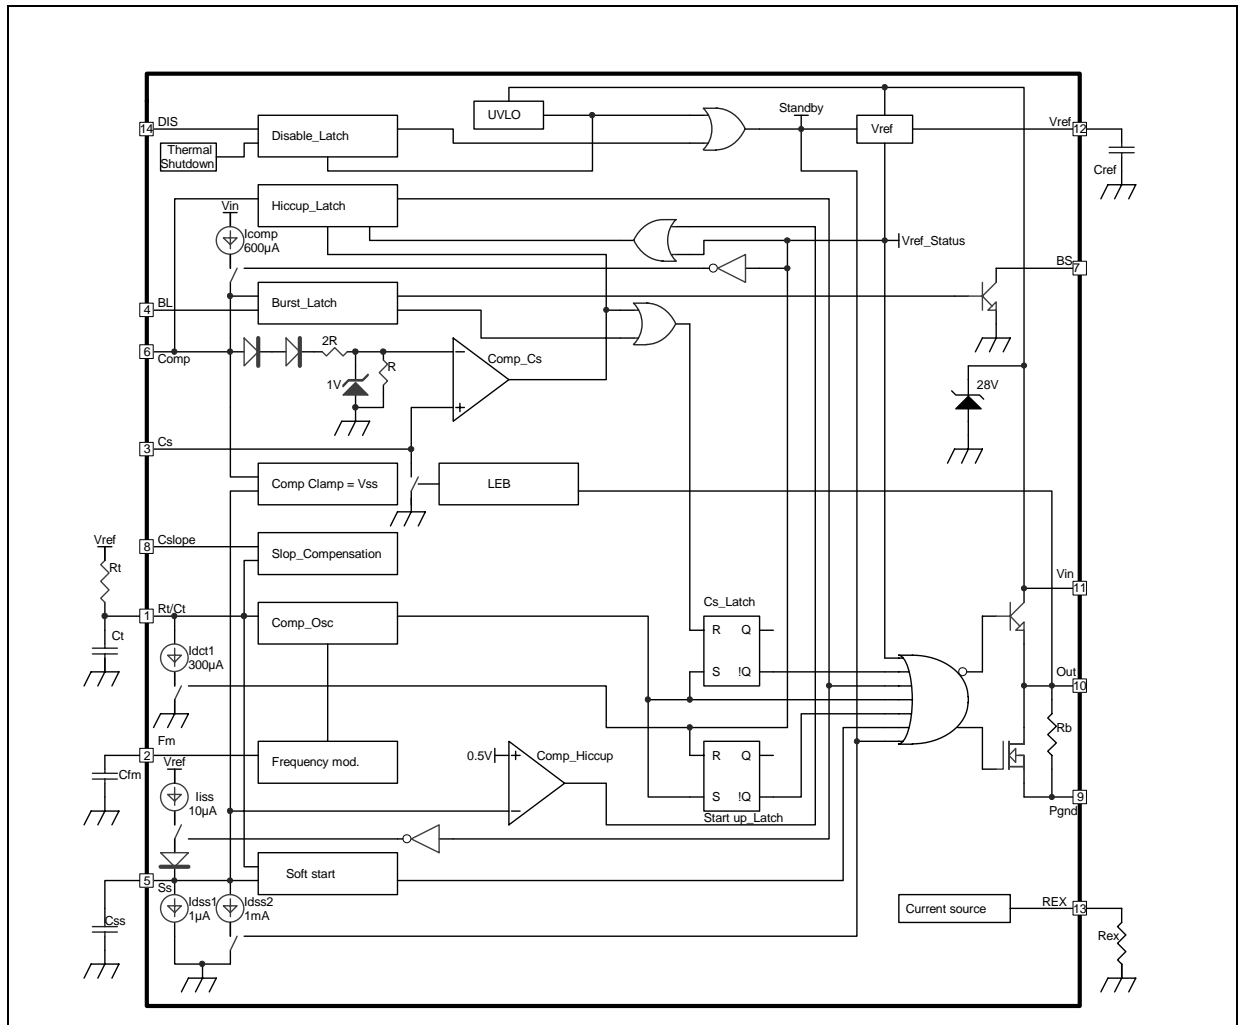 Standby
UVLO
14 DIS
Disable_Latch
Vref
Vref
12
Thermal
Shutdown
Cref
Hiccup_Latch
Vin
Icomp
600µA
Vref_Status
BS
7
BL
4
Burst_Latch
6
Comp
2R
R
1V
Comp_Cs
28V
Cs
3
Comp Clamp = Vss
LEB
Vref
8 Cslope
Slop_Compensation
Rt
Vin
11
1 Rt/Ct
Comp_Osc
Cs_Latch
R Q
S !Q
Ct
Idct1
300µA
Out
10
Fm
2
Frequency mod.
Rb
Cfm
Vref
0.5V
Comp_Hiccup
R Q
S !Q
Start up_Latch
Iiss
10µA
9
Pgnd
Soft start
5
Ss
Idss1
1µA
Idss2
1mA
Css
Current source
REX
13
Rex